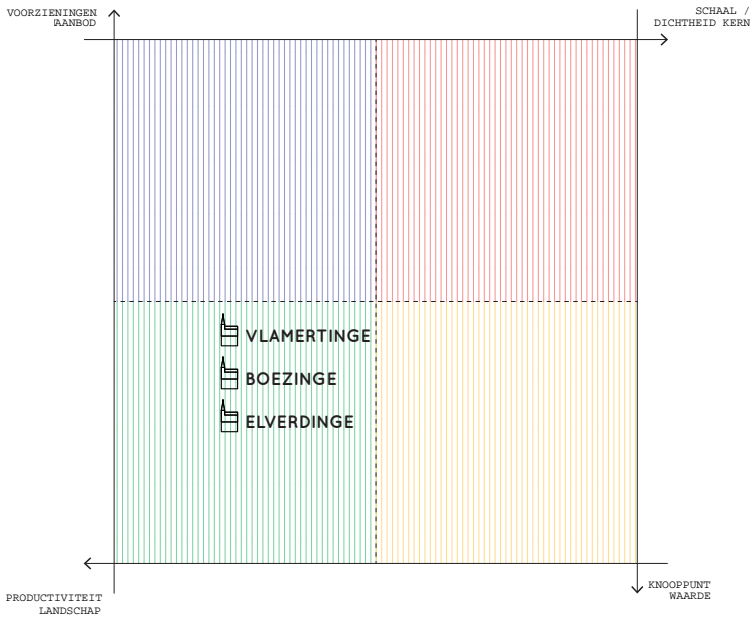 VOORZIENINGEN
AANBOD
SCHAAL /
DICHTHEID KERN
VLAMERTINGE
BOEZINGE
ELVERDINGE
PRODUCTIVITEIT
LANDSCHAP
KNOOPPUNT
WAARDE